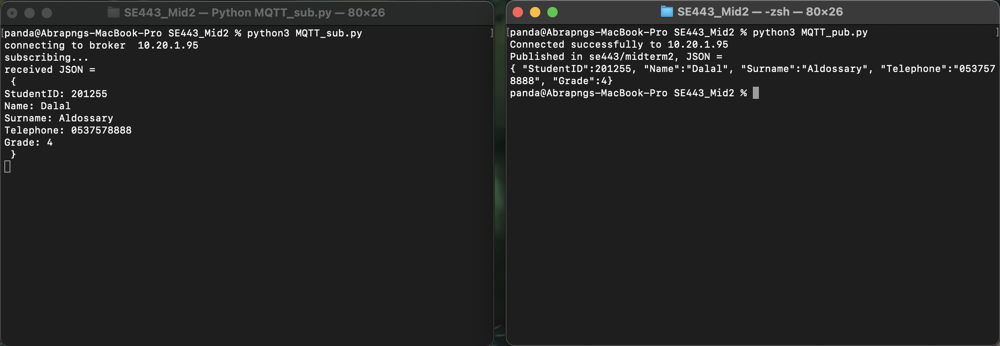 SE443_Mid2 — Python MQTT_sub.py — 80×26
[panda@Abrapngs-MacBook-Pro SE443_Mid2 % python3 MQTT_sub.py ]
connecting to broker  10.20.1.95
subscribing...
received JSON =
 {
StudentID: 201255
Name: Dalal
Surname: Aldossary
Telephone: 0537578888
Grade: 4
 }
SE443_Mid2 — -zsh — 80×26
[panda@Abrapngs-MacBook-Pro SE443_Mid2 % python3 MQTT_pub.py ]
Connected successfully to 10.20.1.95
Published in se443/midterm2, JSON =
{ "StudentID":201255, "Name":"Dalal", "Surname":"Aldossary", "Telephone":"053757
8888", "Grade":4}
panda@Abrapngs-MacBook-Pro SE443_Mid2 %